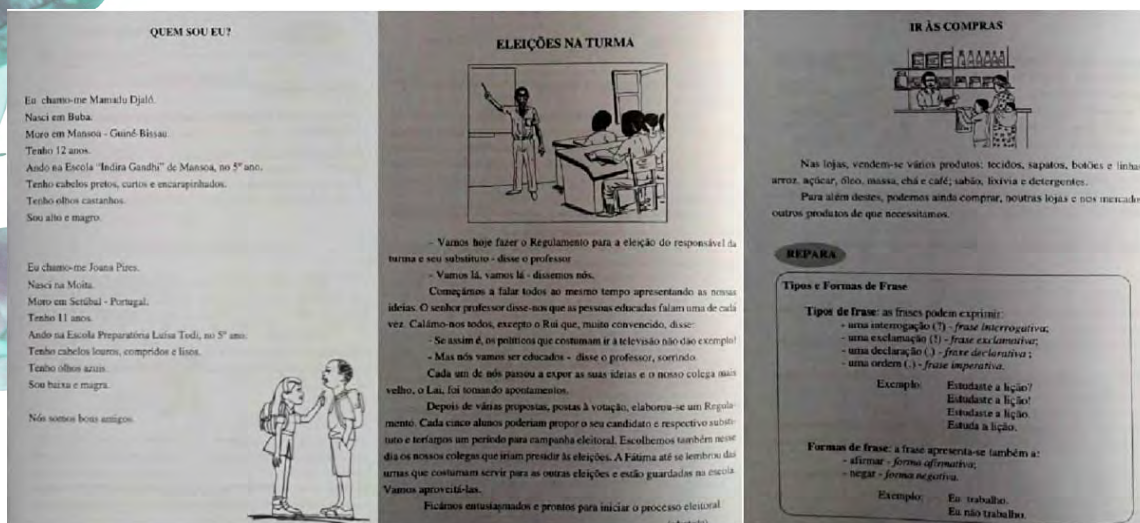 QUEM SOU EU?
Eu chamo-me Mamadu Djaló.
Nasci em Buba.
Moro em Mansoa - Guiné-Bissau.
Tenho 12 anos.
Ando na Escola "Indira Gandhi" de Mansoa, no 5º ano.
Tenho cabelos pretos, curtos e encarapinhados.
Tenho olhos castanhos.
Sou alto e magro.
Eu chamo-me Joana Pires.
Nasci na Moita.
Moro em Setúbal - Portugal.
Tenho 11 anos.
Ando na Escola Preparatória Luisa Todi, no 5º ano.
Tenho cabelos louros, compridos e lisos.
Tenho olhos azuis.
Sou baixa e magra.
Nós somos bons amigos.
ELEIÇÕES NA TURMA
- Vamos hoje fazer o Regulamento para a eleição do responsável da
turma e seu substituto - disse o professor
- Vamos lá, vamos lá - dissemos nós.
Começámos a falar todos ao mesmo tempo apresentando as nossas
ideias. O senhor professor disse-nos que as pessoas educadas falam uma de cada
vez. Calámo-nos todos, excepto o Rui que, muito convencido, disse:
- Se assim é, os políticos que costumam ir à televisão não dão exemplo!
- Mas nós vamos ser educados - disse o professor, sorrindo.
Cada um de nós passou a expor as suas ideias e o nosso colega mais
velho, o Lai, foi tomando apontamentos.
Depois de várias propostas, postas à votação, elaborou-se um Regula-
mento. Cada cinco alunos poderiam propor o seu candidato e respectivo substi-
tuto e teríamos um período para campanha eleitoral. Escolhemos também nesse
dia os nossos colegas que iriam presidir às eleições. A Fátima até se lembrou das
urnas que costumam servir para as outras eleições e estão guardadas na escola.
Vamos aproveitá-las.
Ficámos entusiasmados e prontos para iniciar o processo eleitoral.
IR ÀS COMPRAS
Nas lojas, vendem-se vários produtos: tecidos, sapatos, botões e linhas
arroz, açúcar, óleo, massa, chá e café; sabão, lixívia e detergentes.
Para além destes, podemos ainda comprar, noutras lojas e nos mercados
outros produtos de que necessitamos.
REPARA
Tipos e Formas de Frase
Tipos de frase: as frases podem exprimir:
- uma interrogação (?) - frase interrogativa;
- uma exclamação (!) - frase exclamativa;
- uma declaração (.) - frase declarativa ;
- uma ordem (.) - frase imperativa.
Exemplo: Estudaste a lição?
Estudaste a lição!
Estudaste a lição.
Estuda a lição.
Formas de frase: a frase apresenta-se também a:
- afirmar - forma afirmativa;
- negar - forma negativa.
Exemplo: Eu trabalho.
Eu não trabalho.